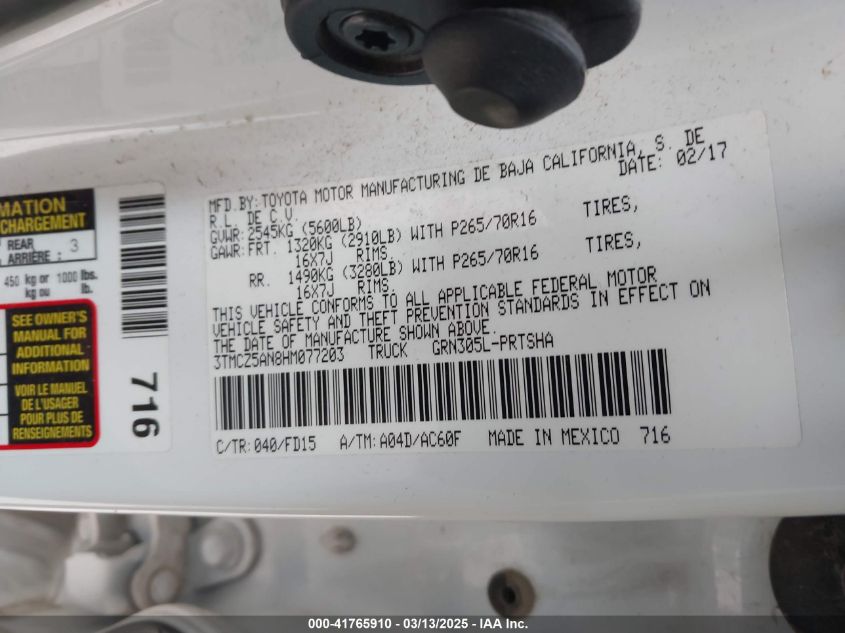 MFD.BY: TOYOTA MOTOR MANUFACTURING DE BAJA CALIFORNIA, S. DE
R.L. DE C.V. DATE: 02/17
GVWR: 2545KG (5600LB)
GAWR: FRT. 1320KG (2910LB) WITH P265/70R16 TIRES,
16X7J RIMS,
RR. 1490KG (3280LB) WITH P265/70R16 TIRES,
16X7J RIMS,
THIS VEHICLE CONFORMS TO ALL APPLICABLE FEDERAL MOTOR
VEHICLE SAFETY AND THEFT PREVENTION STANDARDS IN EFFECT ON
THE DATE OF MANUFACTURE SHOWN ABOVE.
3TMCZ5AN8HM077203 TRUCK GRN305L-PRTSHA
C/TR: 040/FD15 A/TM: A04D/AC60F MADE IN MEXICO 716
CHARGEMENT
REAR
ARRIÈRE : 3
450 kg or 1000 lbs.
kg ou lb.
SEE OWNER'S
MANUAL FOR
ADDITIONAL
INFORMATION
VOIR LE MANUEL
DE L'USAGER
POUR PLUS DE
RENSEIGNEMENTS
716
000-41765910 - 03/13/2025 - IAA Inc.